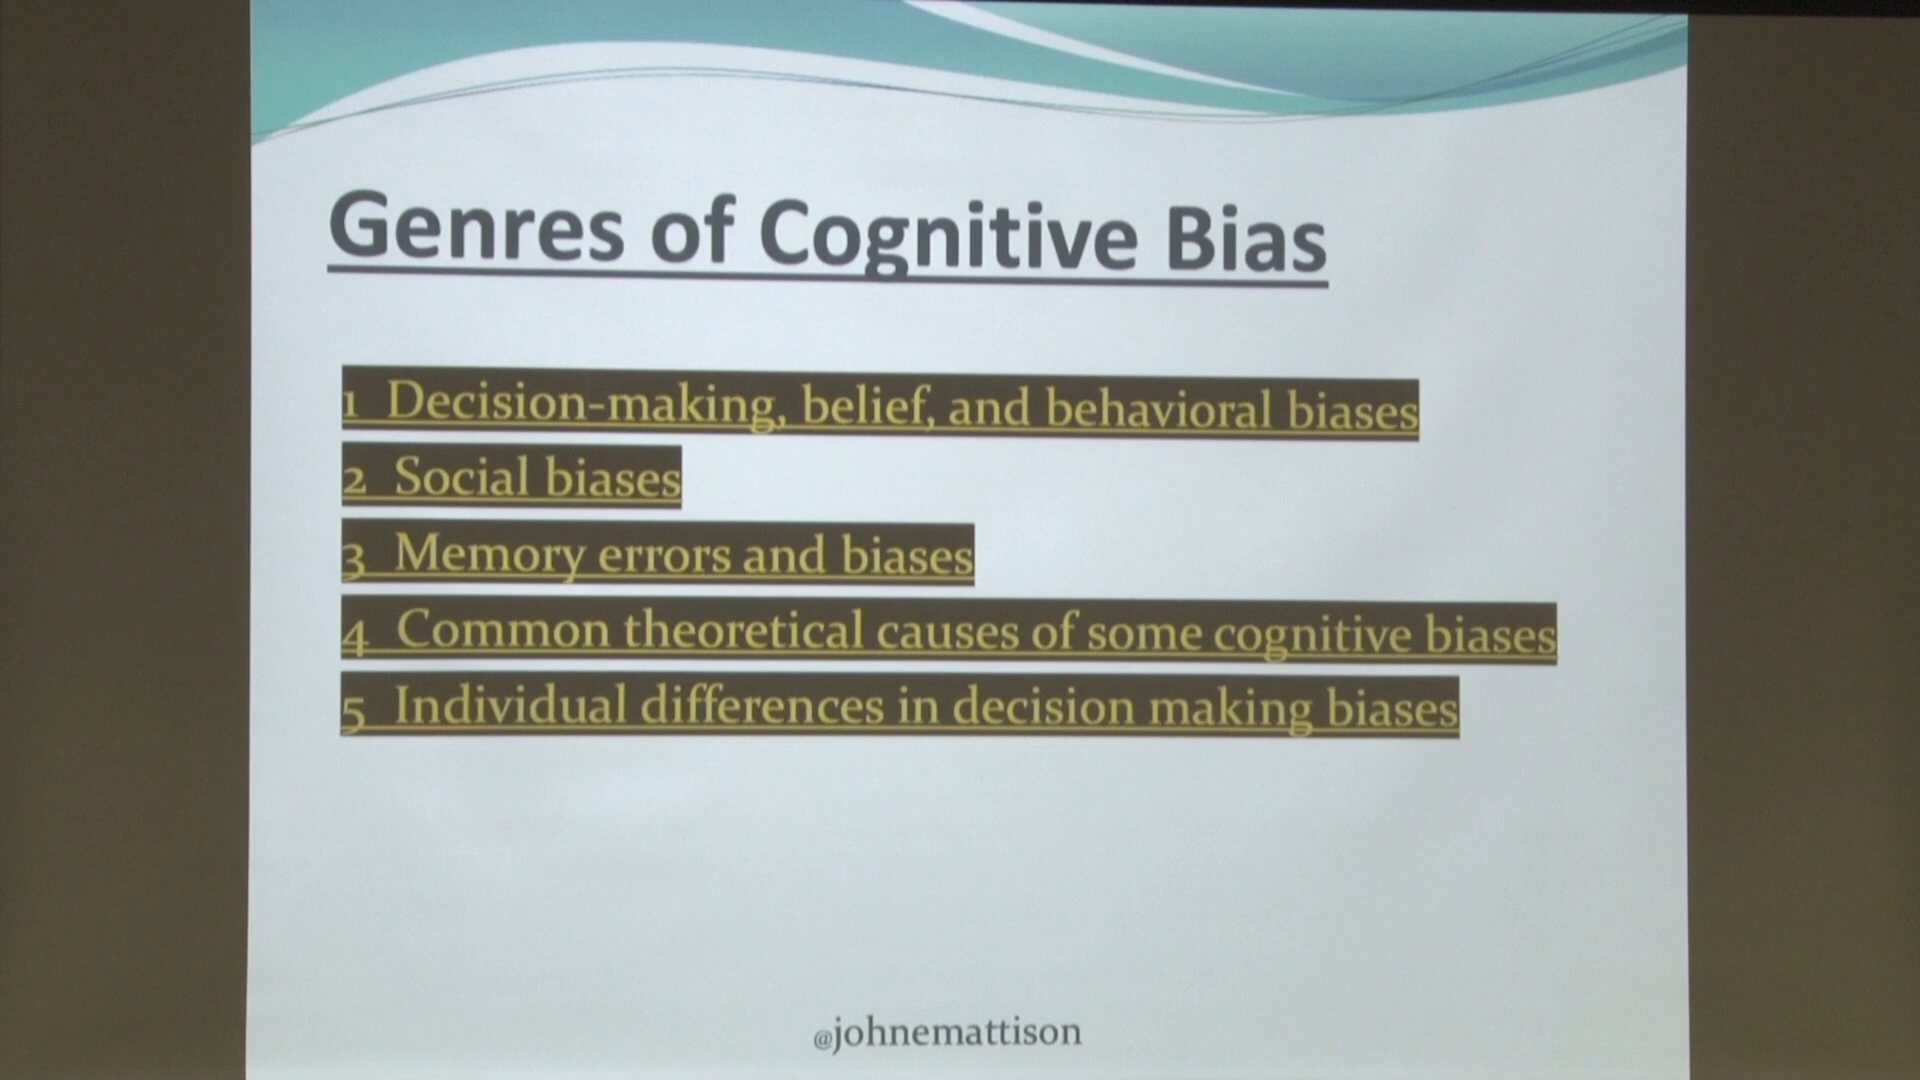 Genres of Cognitive Bias
1 Decision-making, belief, and behavioral biases
2 Social biases
3 Memory errors and biases
4 Common theoretical causes of some cognitive biases
5 Individual differences in decision making biases
@johnemattison